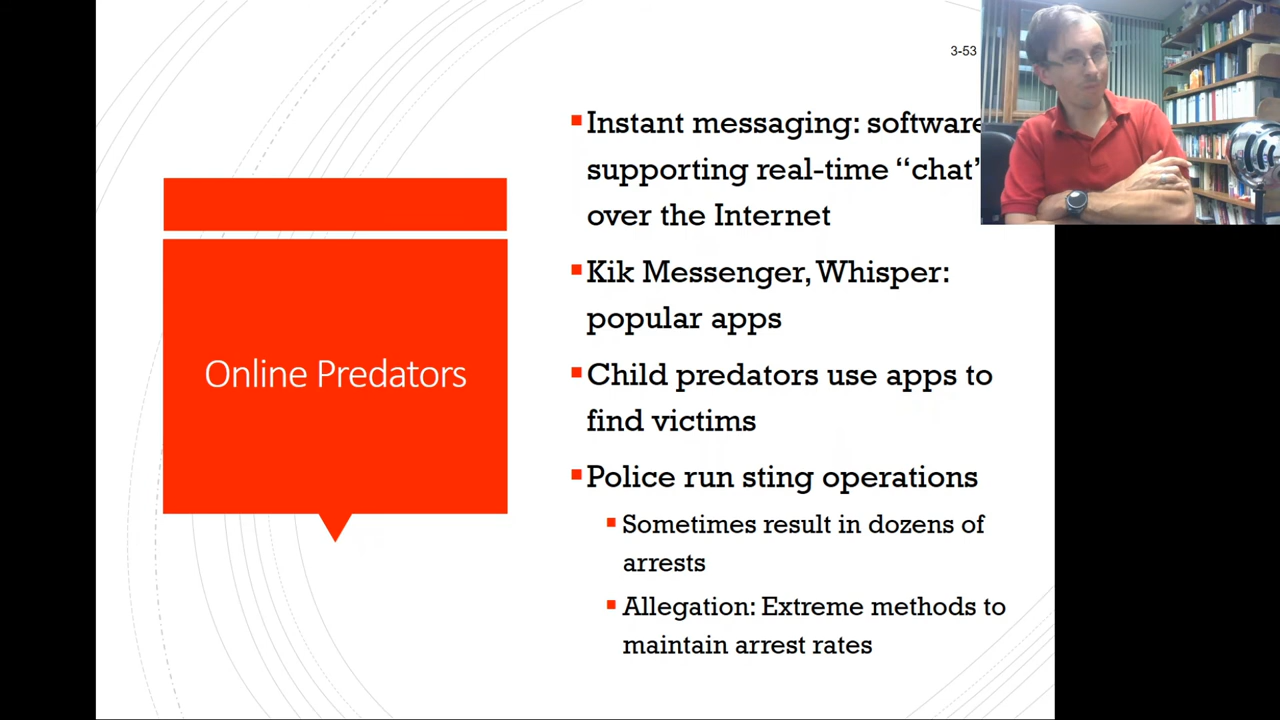 3-53
Instant messaging: software
supporting real-time “chat”
over the Internet
Kik Messenger, Whisper:
popular apps
Child predators use apps to
find victims
Police run sting operations
Sometimes result in dozens of
arrests
Allegation: Extreme methods to
maintain arrest rates
Online Predators